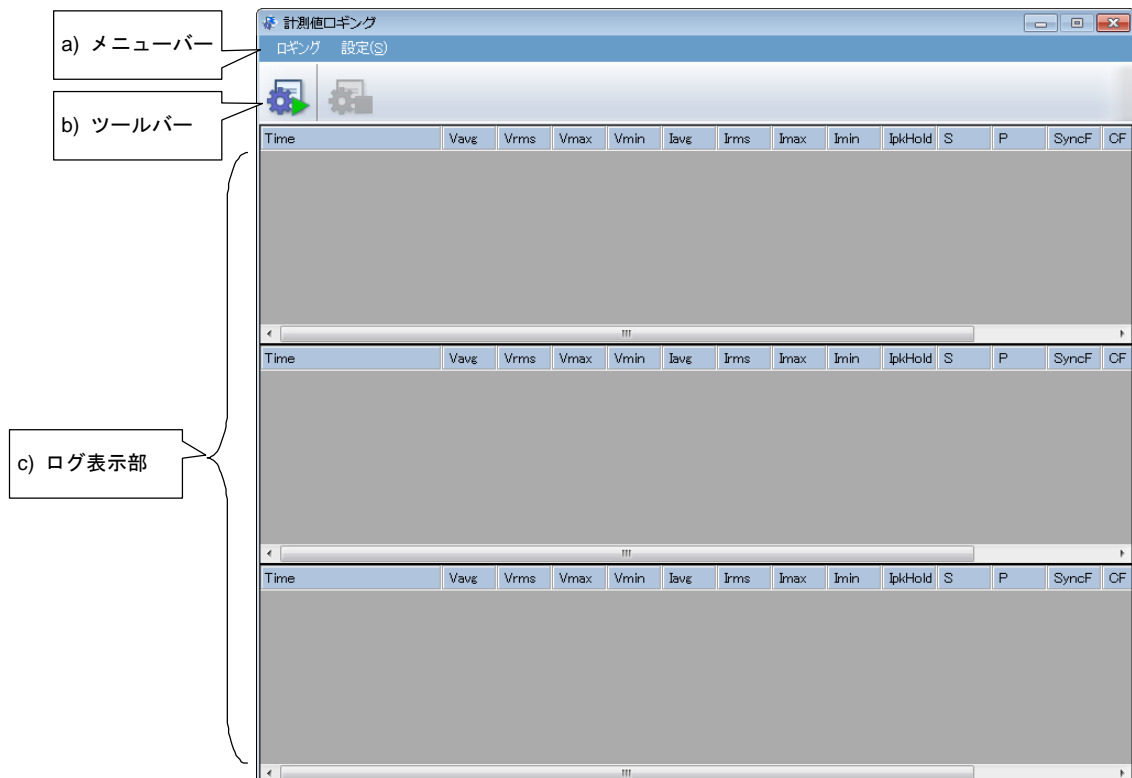 計測値ロギング
a) メニューバー
ロギング 設定(S)
b) ツールバー
Time Vavg Vrms Vmax Vmin Iavg Irms Imax Imin IpkHold S P SyncF CF
Time Vavg Vrms Vmax Vmin Iavg Irms Imax Imin IpkHold S P SyncF CF
c) ログ表示部
Time Vavg Vrms Vmax Vmin Iavg Irms Imax Imin IpkHold S P SyncF CF